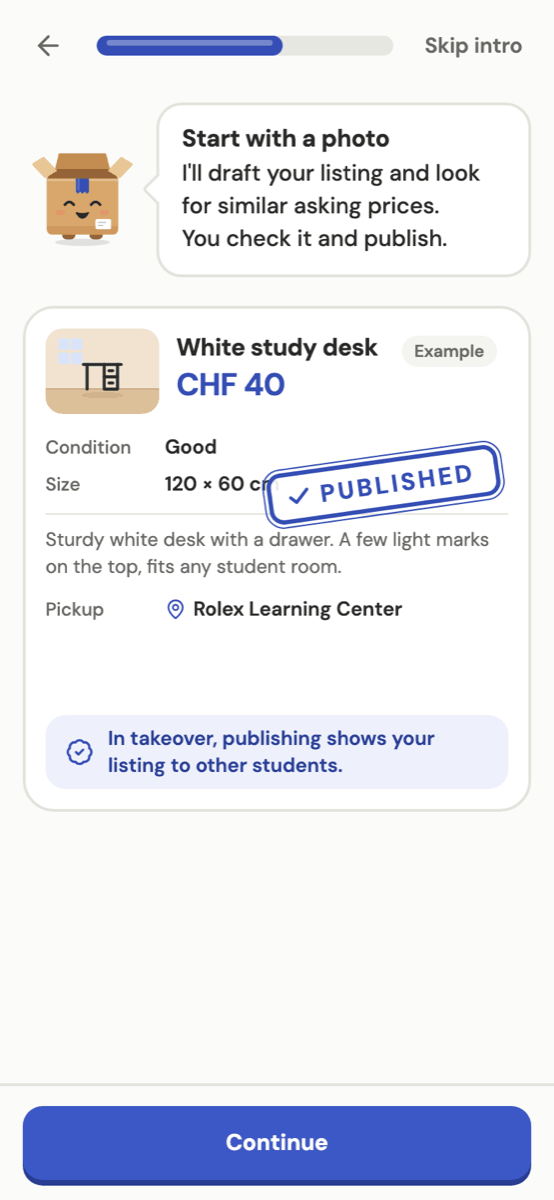 Skip intro
Start with a photo
I'll draft your listing and look
for similar asking prices.
You check it and publish.
White study desk
Example
CHF 40
Condition Good
Size 120 × 60
PUBLISHED
Sturdy white desk with a drawer. A few light marks
on the top, fits any student room.
Pickup Rolex Learning Center
In takeover, publishing shows your
listing to other students.
Continue